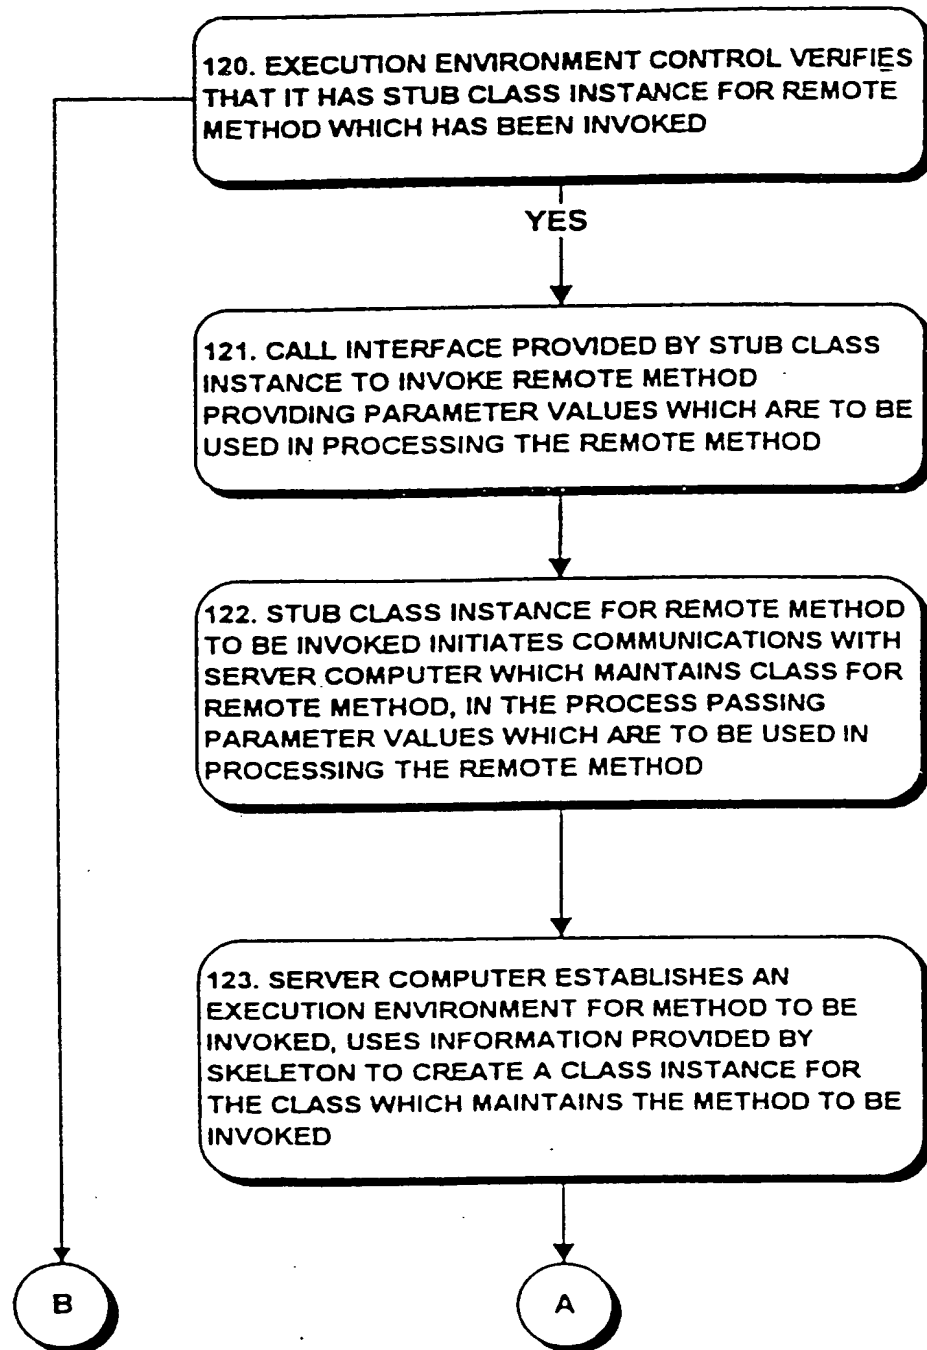 120. EXECUTION ENVIRONMENT CONTROL VERIFIES
THAT IT HAS STUB CLASS INSTANCE FOR REMOTE
METHOD WHICH HAS BEEN INVOKED
YES
121. CALL INTERFACE PROVIDED BY STUB CLASS
INSTANCE TO INVOKE REMOTE METHOD
PROVIDING PARAMETER VALUES WHICH ARE TO BE
USED IN PROCESSING THE REMOTE METHOD
122. STUB CLASS INSTANCE FOR REMOTE METHOD
TO BE INVOKED INITIATES COMMUNICATIONS WITH
SERVER COMPUTER WHICH MAINTAINS CLASS FOR
REMOTE METHOD, IN THE PROCESS PASSING
PARAMETER VALUES WHICH ARE TO BE USED IN
PROCESSING THE REMOTE METHOD
123. SERVER COMPUTER ESTABLISHES AN
EXECUTION ENVIRONMENT FOR METHOD TO BE
INVOKED, USES INFORMATION PROVIDED BY
SKELETON TO CREATE A CLASS INSTANCE FOR
THE CLASS WHICH MAINTAINS THE METHOD TO BE
INVOKED
B
A